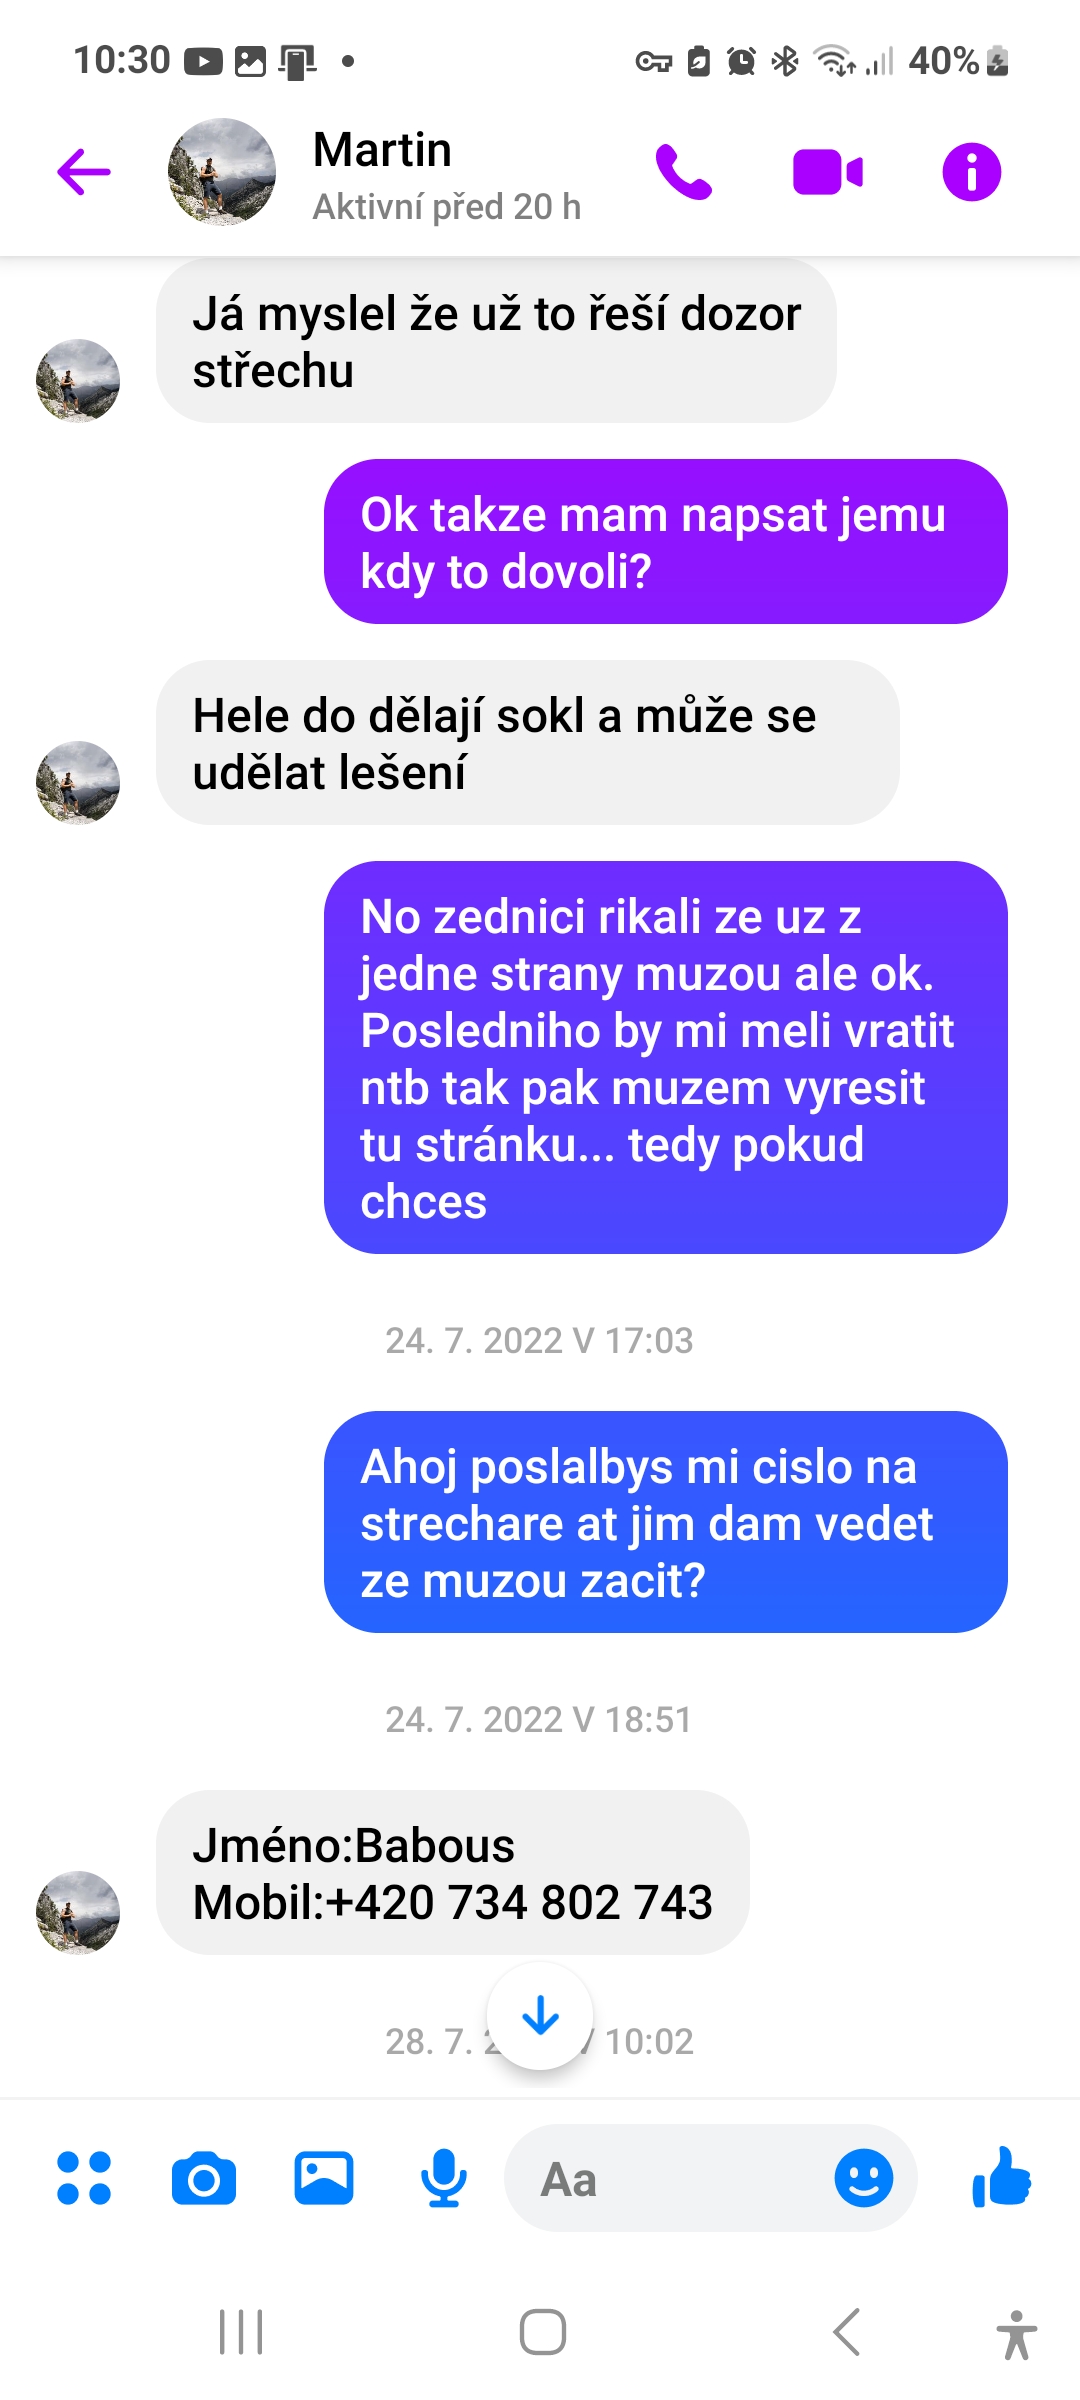 10:30
40%
Martin
Aktivní před 20 h
Já myslel že už to řeší dozor
střechu
Ok takze mam napsat jemu
kdy to dovoli?
Hele do dělají sokl a může se
udělat lešení
No zednici rikali ze uz z
jedne strany muzou ale ok.
Posledniho by mi meli vratit
ntb tak pak muzem vyresit
tu stránku... tedy pokud
chces
24. 7. 2022 V 17:03
Ahoj poslalbys mi cislo na
strechare at jim dam vedet
ze muzou zacit?
24. 7. 2022 V 18:51
Jméno:Babous
Mobil:+420 734 802 743
28. 7. 10:02
Aa